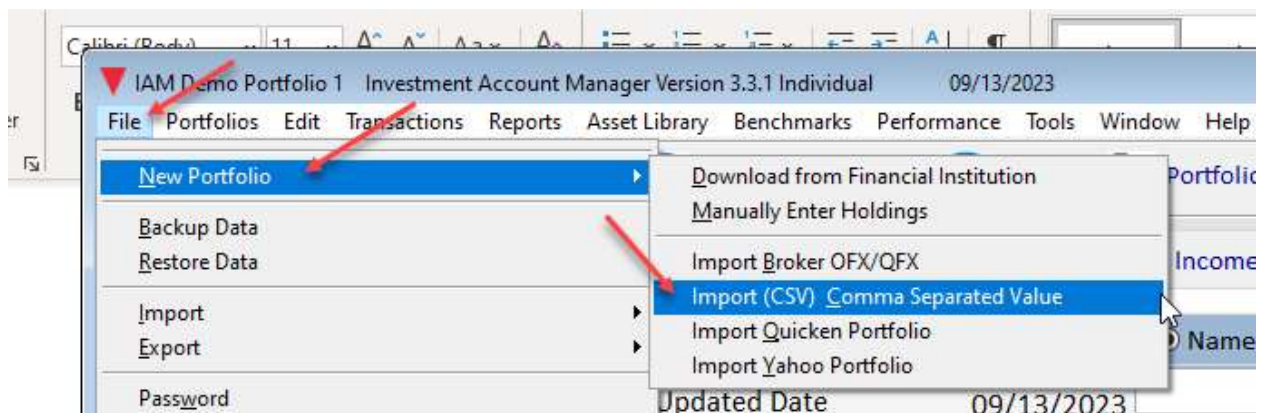 Calibri (Body) 11
IAM Demo Portfolio 1 Investment Account Manager Version 3.3.1 Individual 09/13/2023
File Portfolios Edit Transactions Reports Asset Library Benchmarks Performance Tools Window Help
New Portfolio
Download from Financial Institution
Manually Enter Holdings
Backup Data
Restore Data
Import Broker OFX/QFX
Income
Import (CSV) Comma Separated Value
Import
Import Quicken Portfolio
Name
Export
Import Yahoo Portfolio
Password
Updated Date 09/13/2023